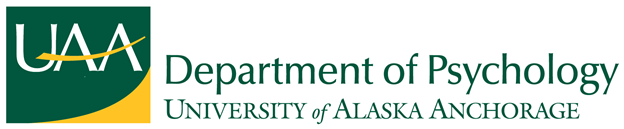 UAA
Department of Psychology
UNIVERSITY of ALASKA ANCHORAGE